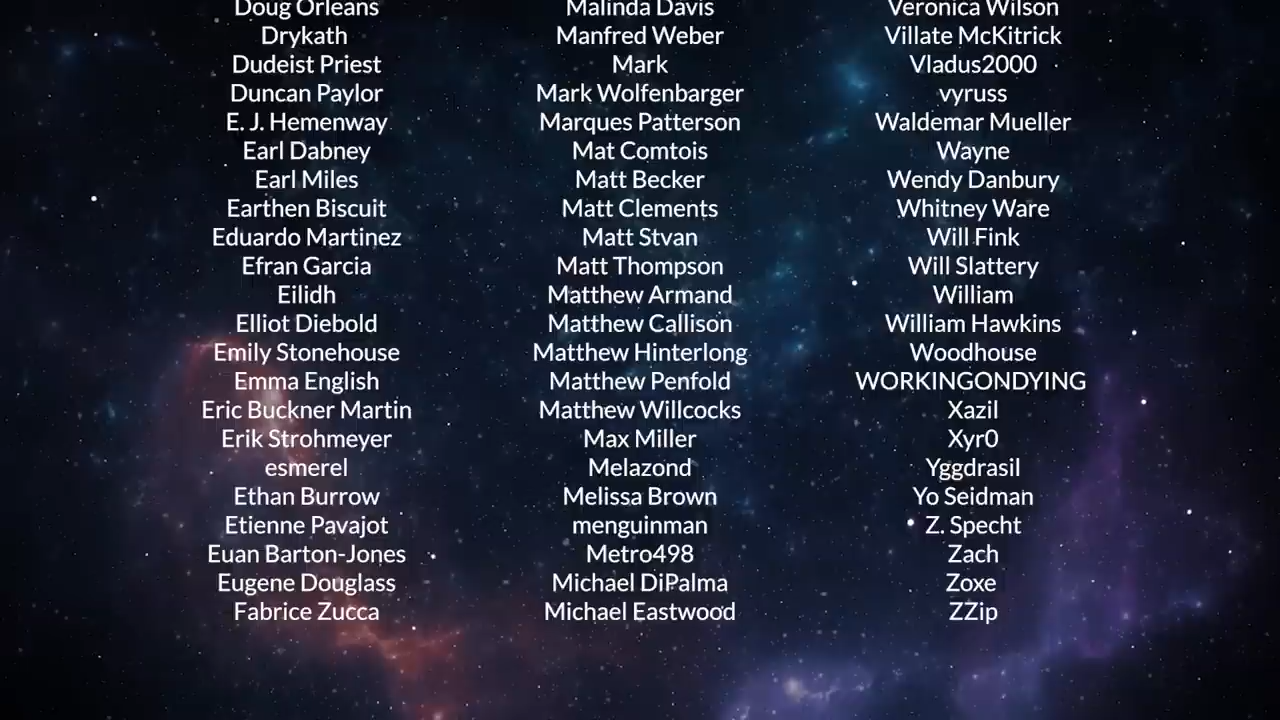 Doug Orleans
Drykath
Dudeist Priest
Duncan Paylor
E. J. Hemenway
Earl Dabney
Earl Miles
Earthen Biscuit
Eduardo Martinez
Efran Garcia
Eilidh
Elliot Diebold
Emily Stonehouse
Emma English
Eric Buckner Martin
Erik Strohmeyer
esmerel
Ethan Burrow
Etienne Pavajot
Euan Barton-Jones
Eugene Douglass
Fabrice Zucca
Malinda Davis
Manfred Weber
Mark
Mark Wolfenbarger
Marques Patterson
Mat Comtois
Matt Becker
Matt Clements
Matt Stvan
Matt Thompson
Matthew Armand
Matthew Callison
Matthew Hinterlong
Matthew Penfold
Matthew Willcocks
Max Miller
Melazond
Melissa Brown
menguinman
Metro498
Michael DiPalma
Michael Eastwood
Veronica Wilson
Villate McKitrick
Vladus2000
vyruss
Waldemar Mueller
Wayne
Wendy Danbury
Whitney Ware
Will Fink
Will Slattery
William
William Hawkins
Woodhouse
WORKINGONDYING
Xazil
Xyr0
Yggdrasil
Yo Seidman
Z. Specht
Zach
Zoxe
ZZip